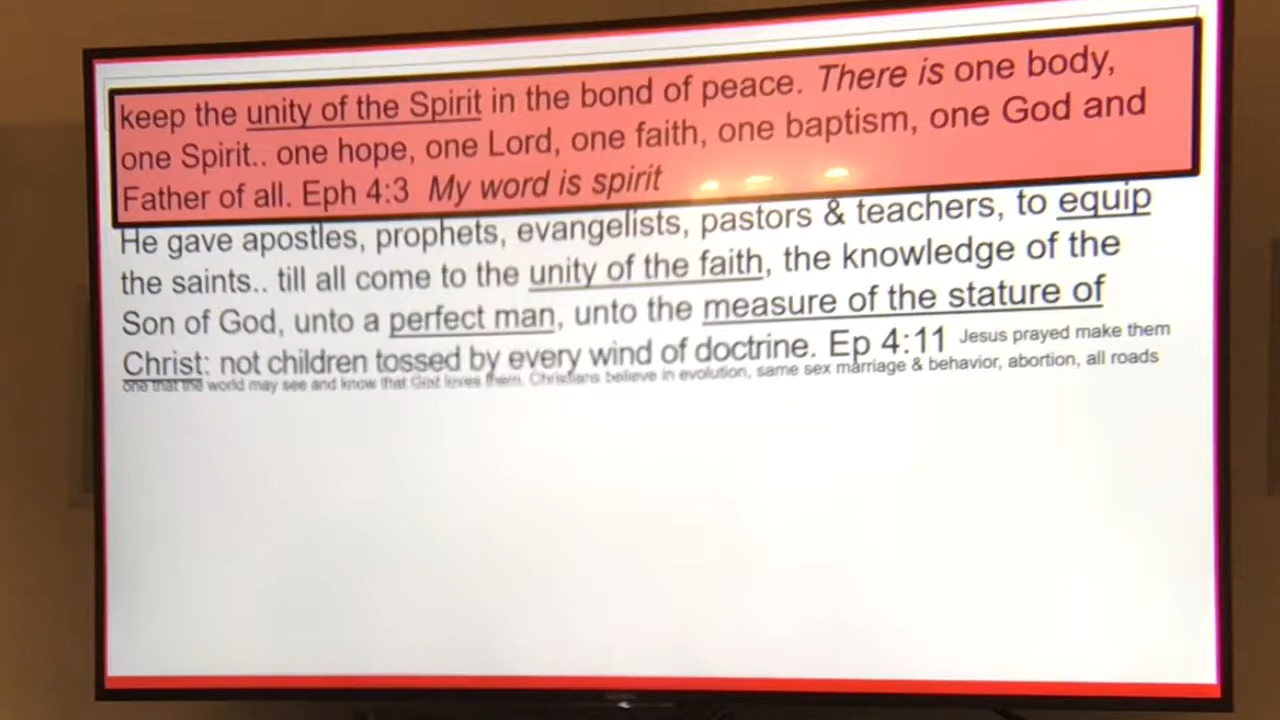 keep the unity of the Spirit in the bond of peace. There is one body,
one Spirit.. one hope, one Lord, one faith, one baptism, one God and
Father of all. Eph 4:3 My word is spirit
He gave apostles, prophets, evangelists, pastors & teachers, to equip
the saints.. till all come to the unity of the faith, the knowledge of the
Son of God, unto a perfect man, unto the measure of the stature of
Christ: not children tossed by every wind of doctrine. Ep 4:11 Jesus prayed make them
one that the world may see and know that God loves them. Christians believe in evolution, same sex marriage & behavior, abortion, all roads